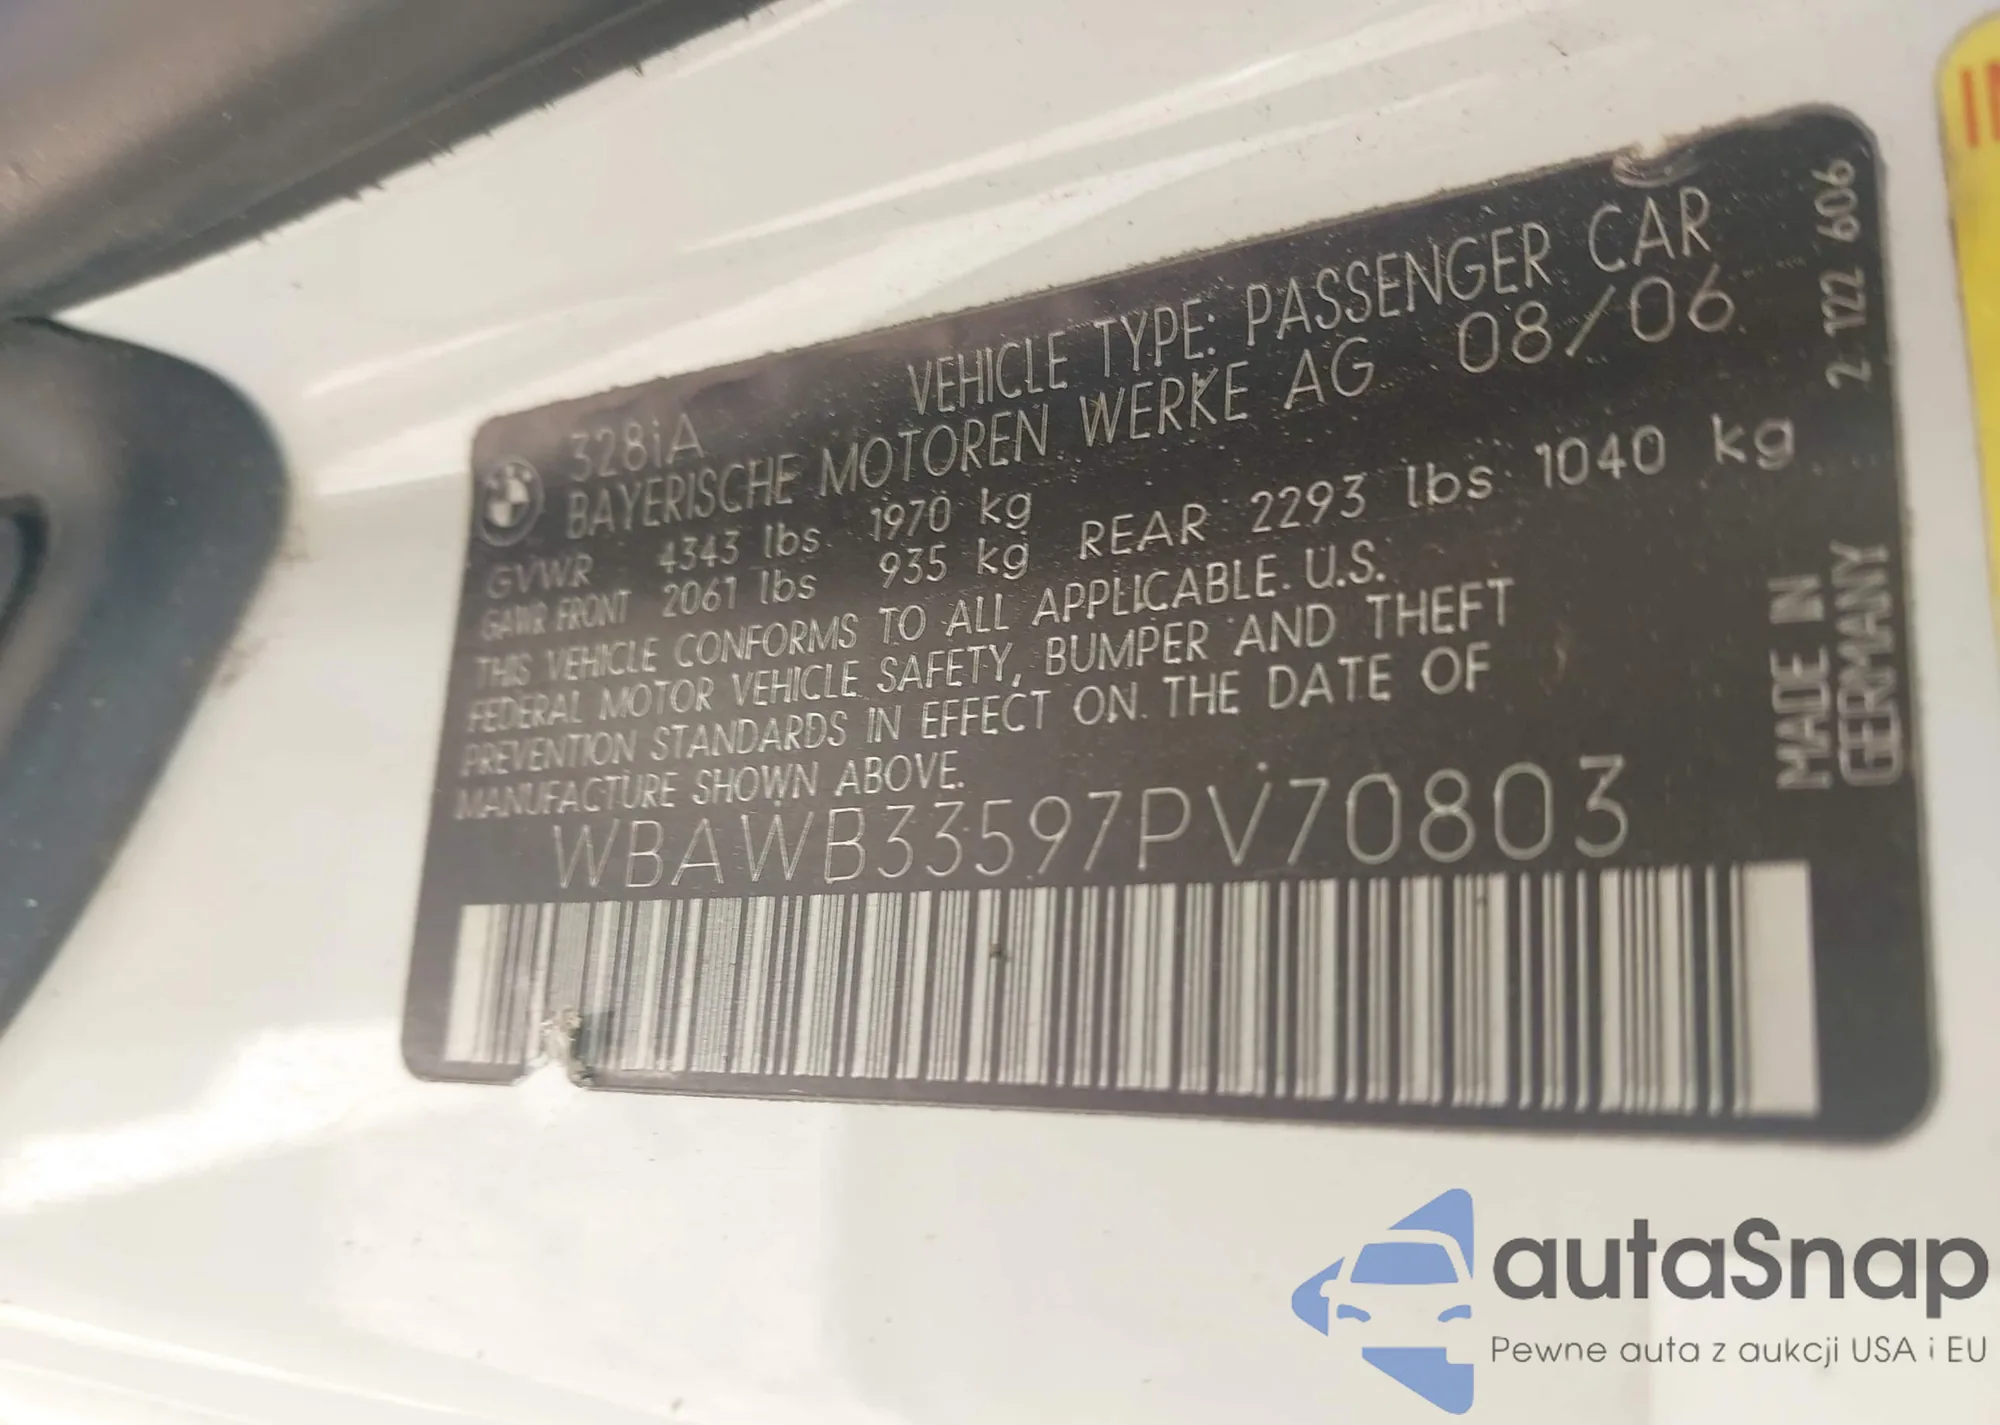 328iA VEHICLE TYPE: PASSENGER CAR
BAYERISCHE MOTOREN WERKE AG 08/06
GVWR 4343 lbs 1970 kg
GAWR FRONT 2061 lbs 935 kg REAR 2293 lbs 1040 kg
THIS VEHICLE CONFORMS TO ALL APPLICABLE U.S.
FEDERAL MOTOR VEHICLE SAFETY, BUMPER AND THEFT
PREVENTION STANDARDS IN EFFECT ON THE DATE OF
MANUFACTURE SHOWN ABOVE.
WBAWB33597PV70803
2 122 606
MADE IN
GERMANY
autaSnap
Pewne auta z aukcji USA i EU